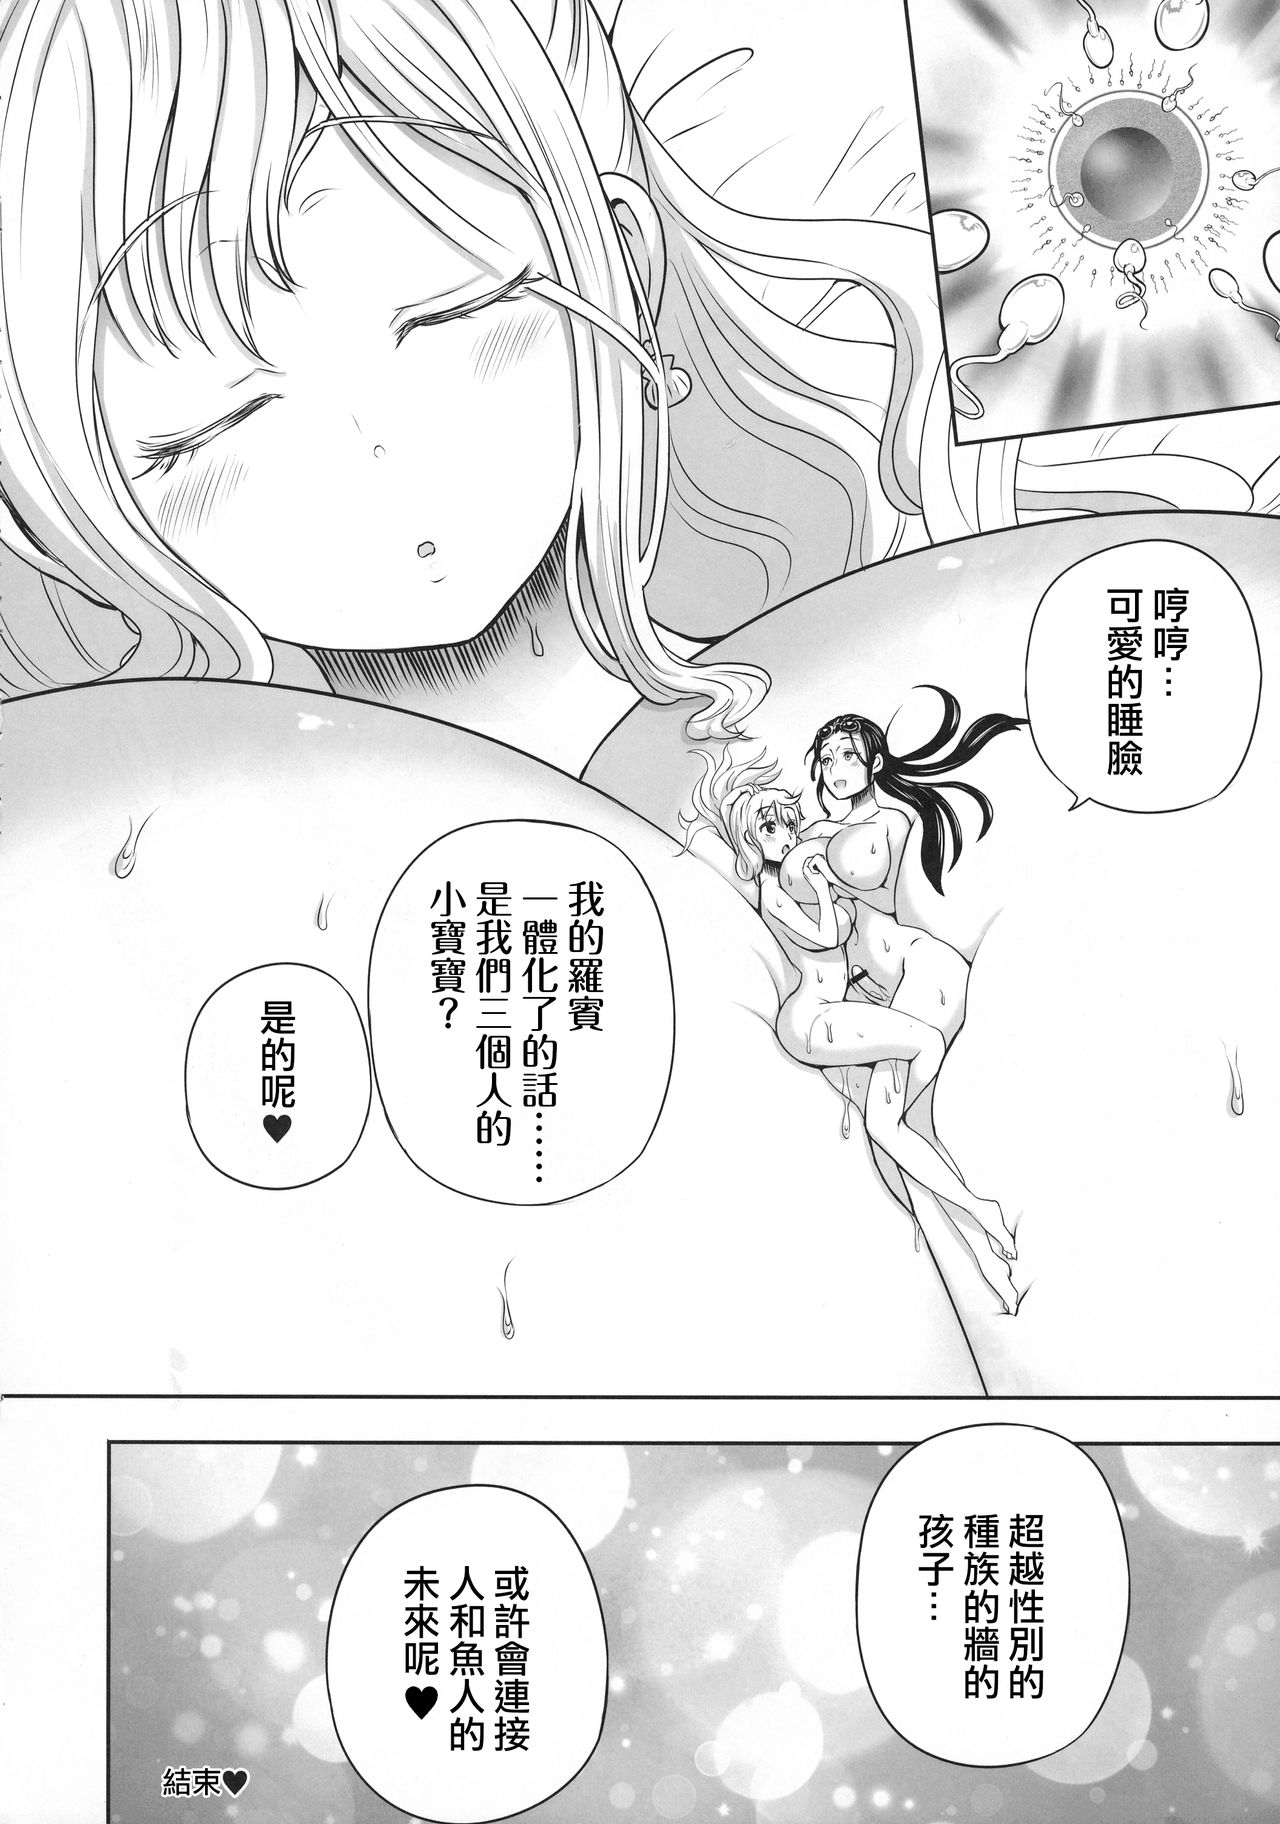 哼哼…
可愛的睡臉
我的羅賓
一體化了的話……
是我們三個人的
小寶寶？
是的呢♥
超越性別的
種族的牆的
孩子…
或許會連接
人和魚人的
未來呢♥
結束♥